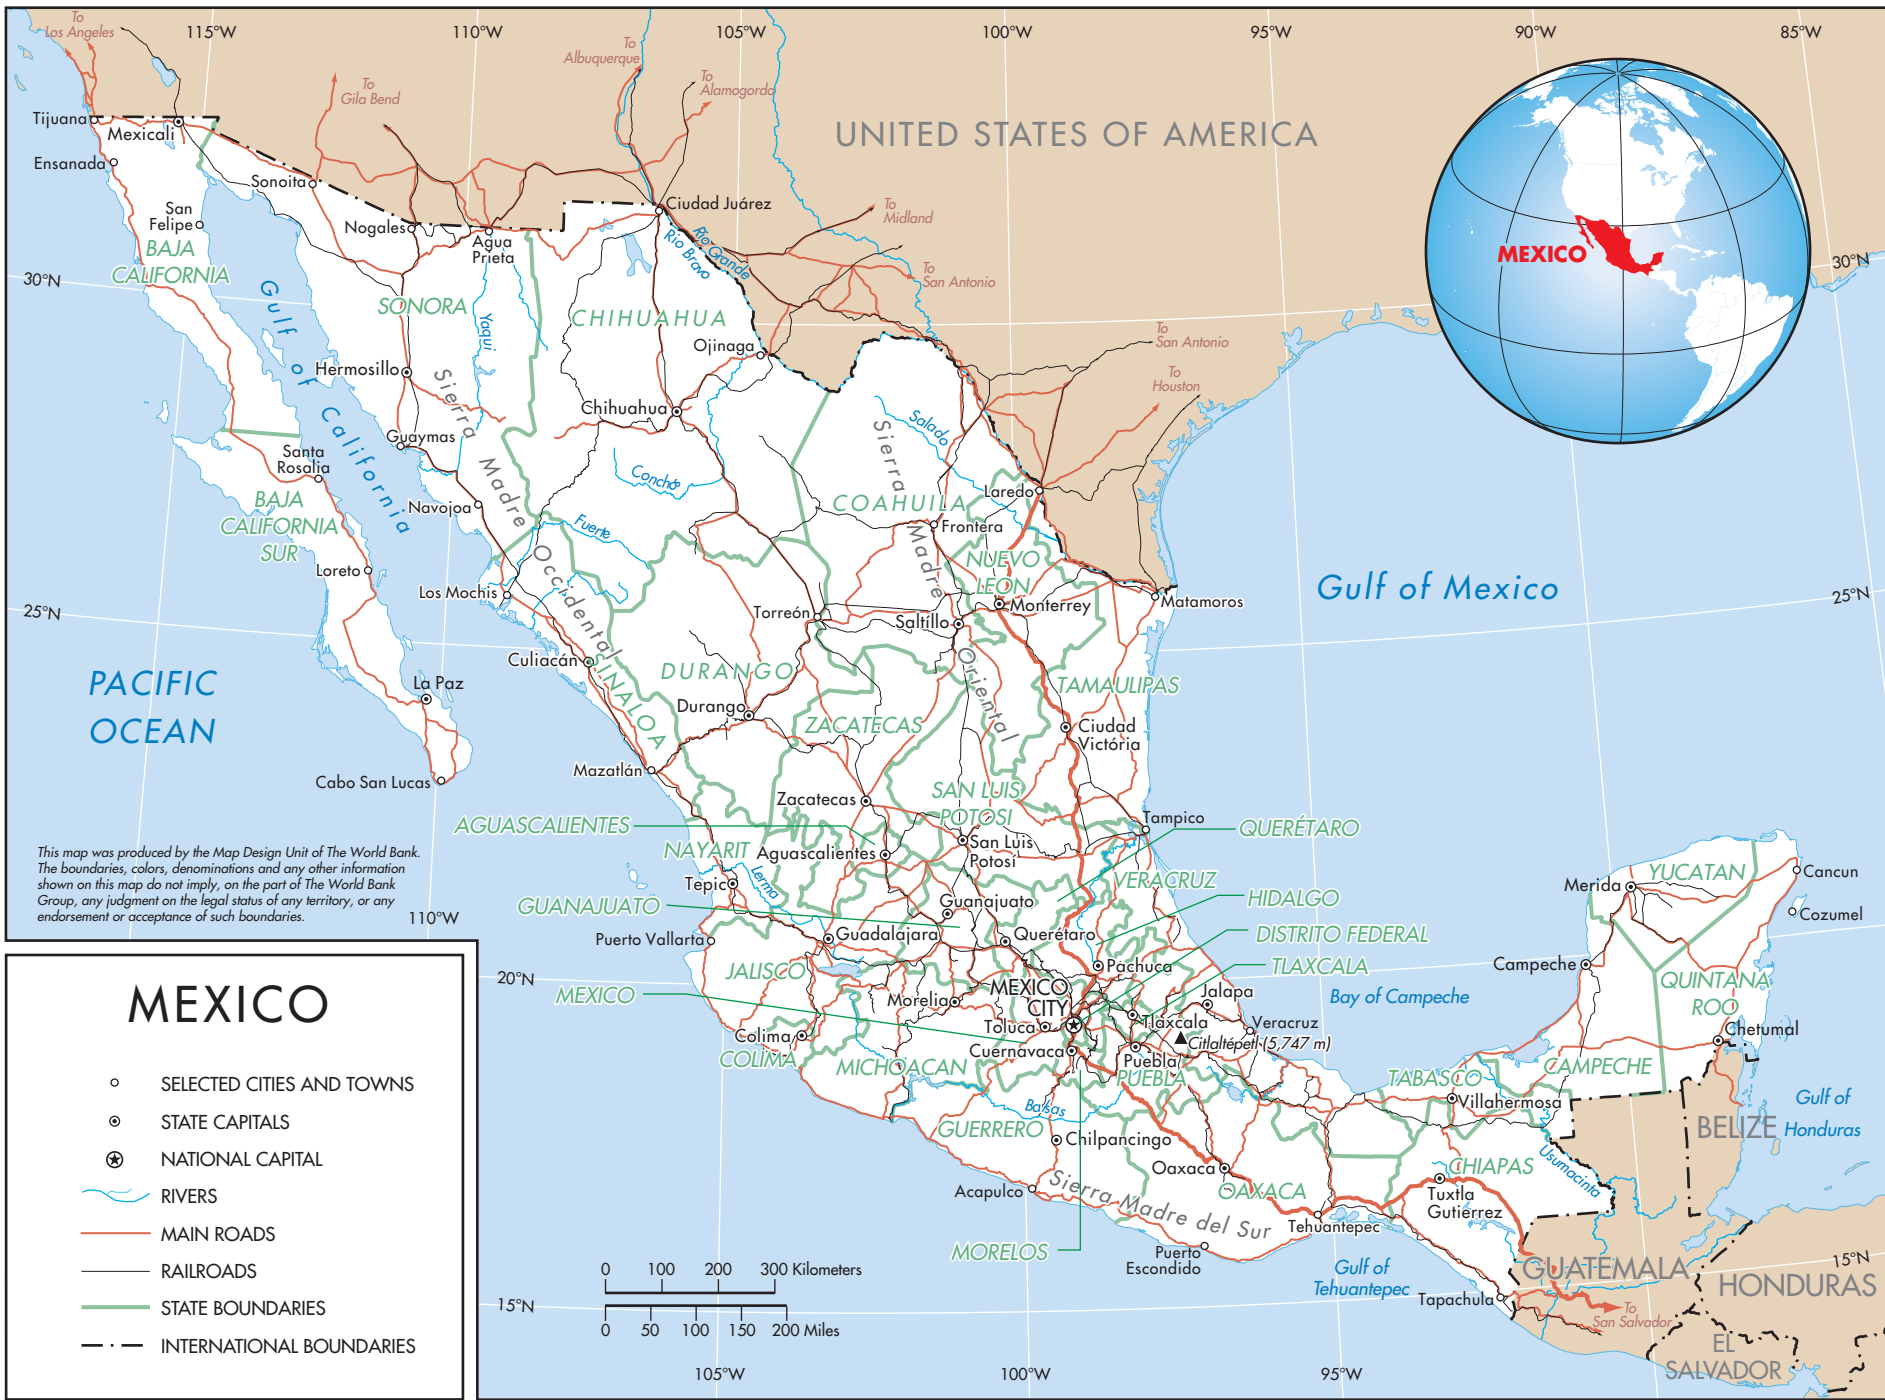 To
Los Angeles
115°W
110°W
105°W
100°W
95°W
90°W
85°W
To
Gila Bend
To
Albuquerque
To
Alamogordo
UNITED STATES OF AMERICA
Tijuana
Mexicali
Ensanada
Sonoita
San
Felipe
Nogales
Agua
Prieta
Ciudad Juárez
To
Midland
Rio Grande
Rio Bravo
To
San Antonio
MEXICO
30°N
30°N
BAJA
CALIFORNIA
Gulf of California
SONORA
Yaqui
CHIHUAHUA
Ojinaga
To
San Antonio
To
Houston
Hermosillo
Sierra Madre Occidental
Chihuahua
Salado
Sierra Madre Oriental
Guaymas
Santa
Rosalia
Conchó
COAHUILA
Laredo
BAJA
CALIFORNIA
SUR
Navojoa
Fuerte
Frontera
NUEVO
LEON
Loreto
Los Mochis
Torreón
Monterrey
Matamoros
Gulf of Mexico
25°N
25°N
Saltíllo
Culiacán
SINALOA
DURANGO
TAMAULIPAS
PACIFIC
OCEAN
La Paz
Durango
ZACATECAS
Ciudad
Victória
Cabo San Lucas
Mazatlán
Zacatecas
SAN LUIS
POTOSI
Tampico
AGUASCALIENTES
QUERÉTARO
NAYARIT
Aguascalientes
San Luis
Potosí
This map was produced by the Map Design Unit of The World Bank.
The boundaries, colors, denominations and any other information
shown on this map do not imply, on the part of The World Bank
Group, any judgment on the legal status of any territory, or any
endorsement or acceptance of such boundaries.
110°W
Tepic
Lerma
VERACRUZ
Merida
YUCATAN
Cancun
GUANAJUATO
Guanajuato
HIDALGO
Cozumel
Puerto Vallarta
Guadalajara
Querétaro
DISTRITO FEDERAL
JALISCO
Pachuca
TLAXCALA
Campeche
QUINTANA
ROO
20°N
MEXICO
Morelia
MEXICO
CITY
Jalapa
Bay of Campeche
Toluca
Tlaxcala
Veracruz
Chetumal
Colima
COLIMA
Cuernavaca
Citlaltépetl (5,747 m)
MICHOACAN
Puebla
PUEBLA
TABASCO
CAMPECHE
Balsas
Villahermosa
Gulf of
Honduras
BELIZE
GUERRERO
Chilpancingo
Oaxaca
CHIAPAS
Usumacinta
Acapulco
Sierra Madre del Sur
OAXACA
Tuxtla
Gutierrez
Tehuantepec
MORELOS
Puerto
Escondido
Gulf of
Tehuantepec
GUATEMALA
15°N
HONDURAS
Tapachula
To
San Salvador
EL
SALVADOR
15°N
105°W
100°W
95°W
90°W
0 100 200 300 Kilometers
0 50 100 150 200 Miles
MEXICO
SELECTED CITIES AND TOWNS
STATE CAPITALS
NATIONAL CAPITAL
RIVERS
MAIN ROADS
RAILROADS
STATE BOUNDARIES
INTERNATIONAL BOUNDARIES